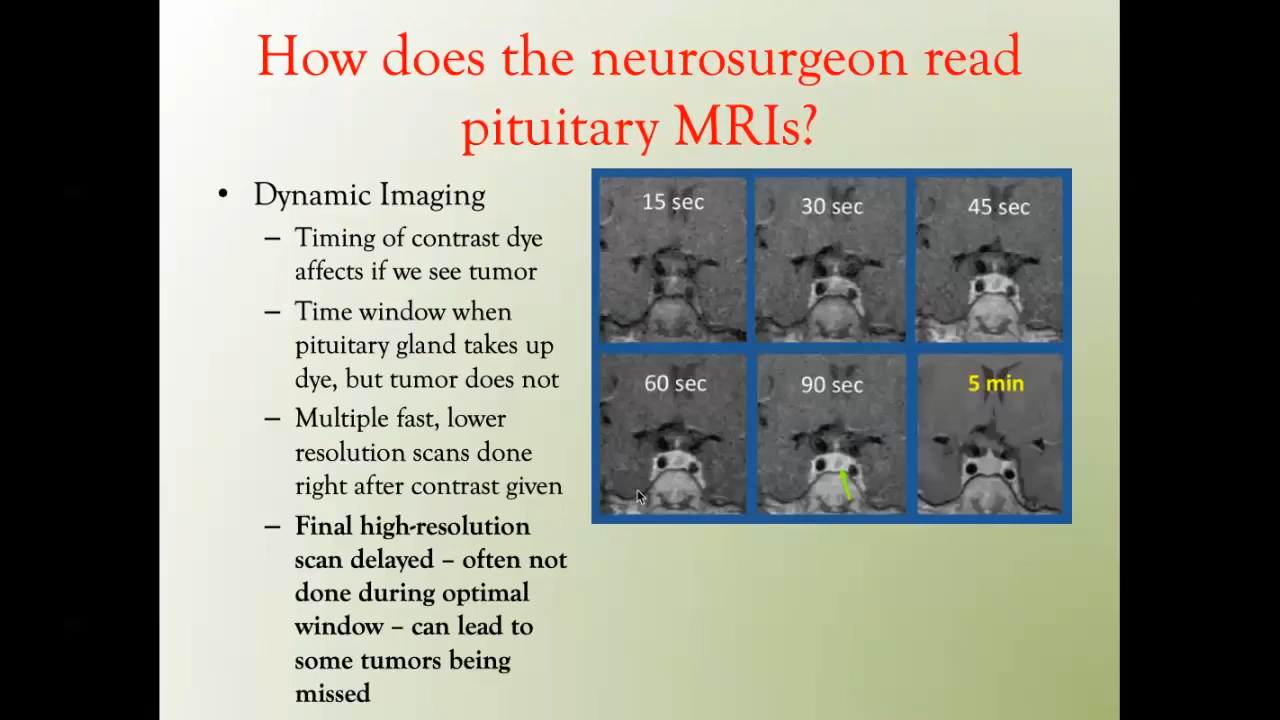 How does the neurosurgeon read
pituitary MRIs?
• Dynamic Imaging
– Timing of contrast dye
affects if we see tumor
– Time window when
pituitary gland takes up
dye, but tumor does not
– Multiple fast, lower
resolution scans done
right after contrast given
– Final high-resolution
scan delayed – often not
done during optimal
window – can lead to
some tumors being
missed
15 sec
30 sec
45 sec
60 sec
90 sec
5 min